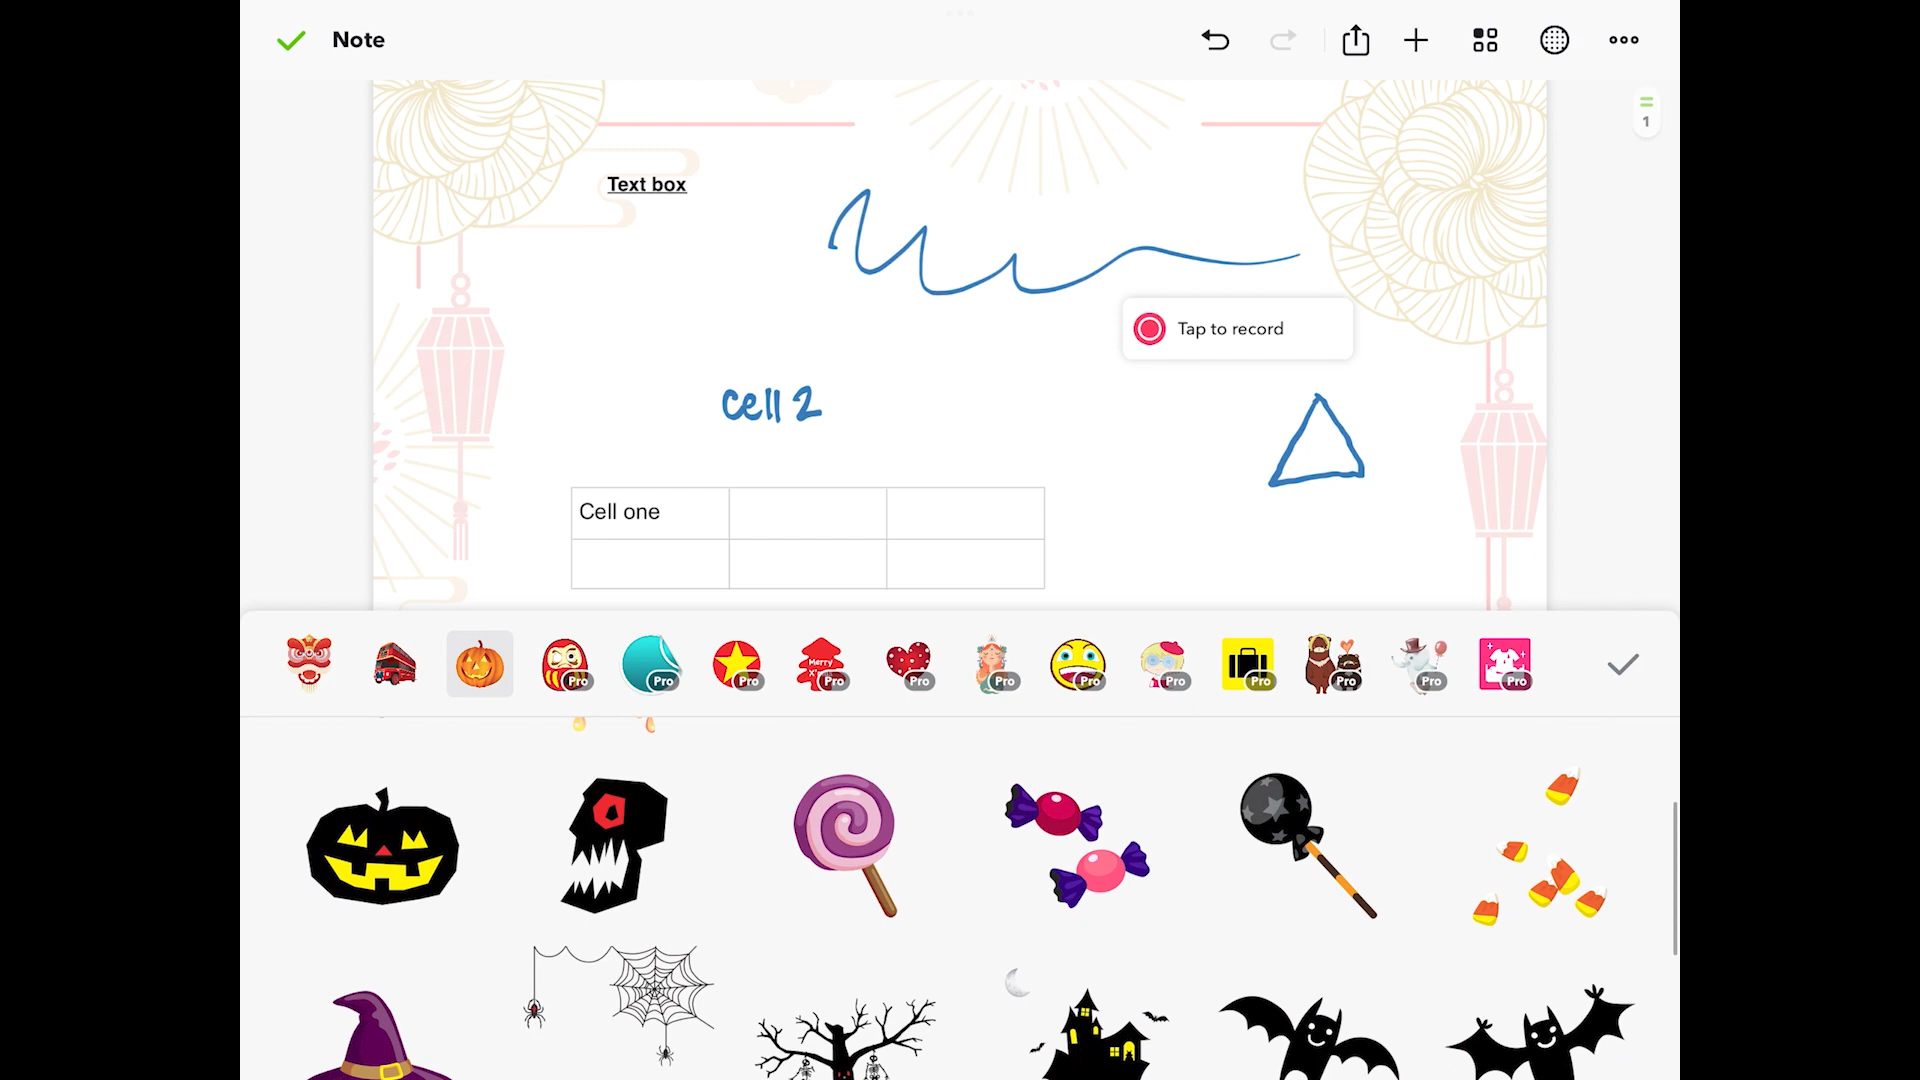 Note
1
Text box
Tap to record
Cell 2
Cell one
Pro Pro Pro Merry Pro Pro Pro Pro Pro Pro Pro Pro Pro